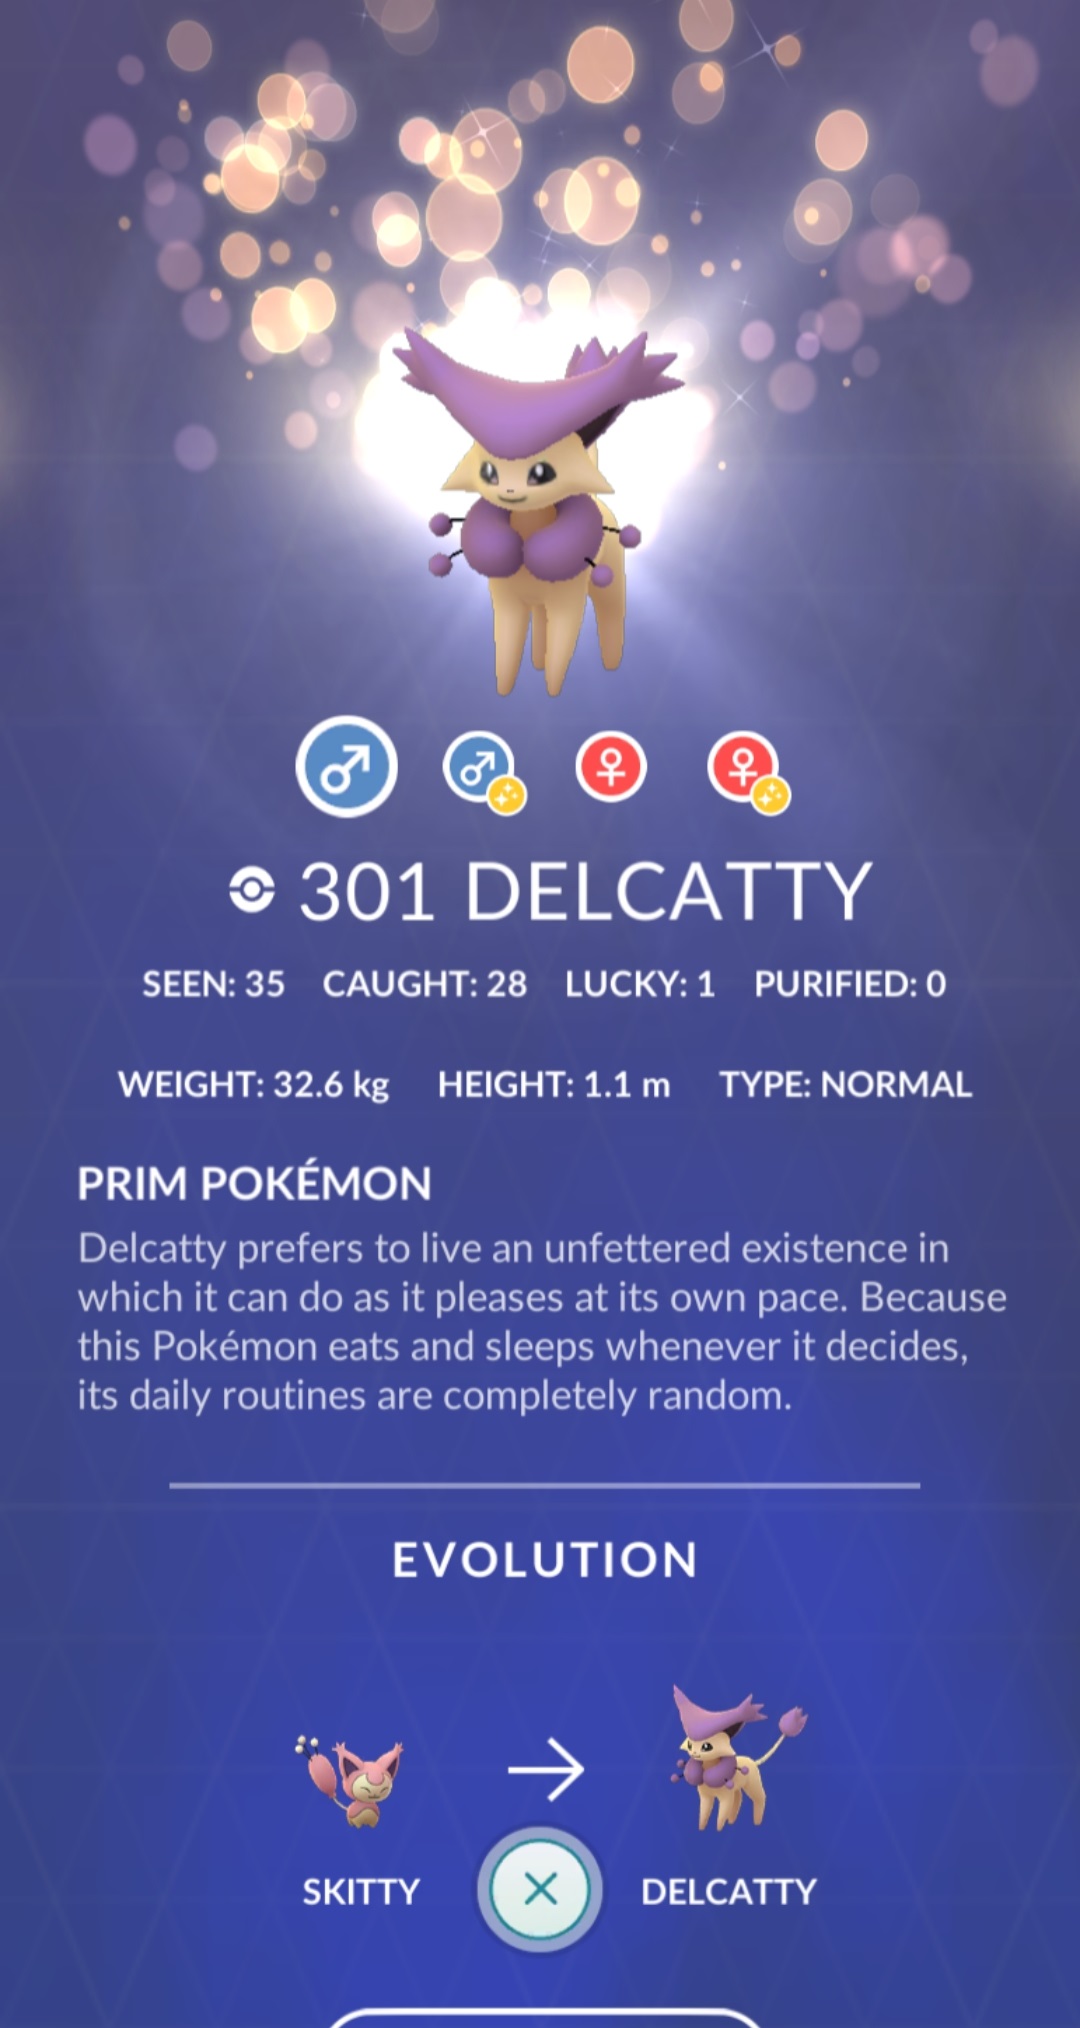 301 DELCATTY
SEEN: 35 CAUGHT: 28 LUCKY: 1 PURIFIED: 0
WEIGHT: 32.6 kg HEIGHT: 1.1 m TYPE: NORMAL
PRIM POKÉMON
Delcatty prefers to live an unfettered existence in
which it can do as it pleases at its own pace. Because
this Pokémon eats and sleeps whenever it decides,
its daily routines are completely random.
EVOLUTION
SKITTY DELCATTY